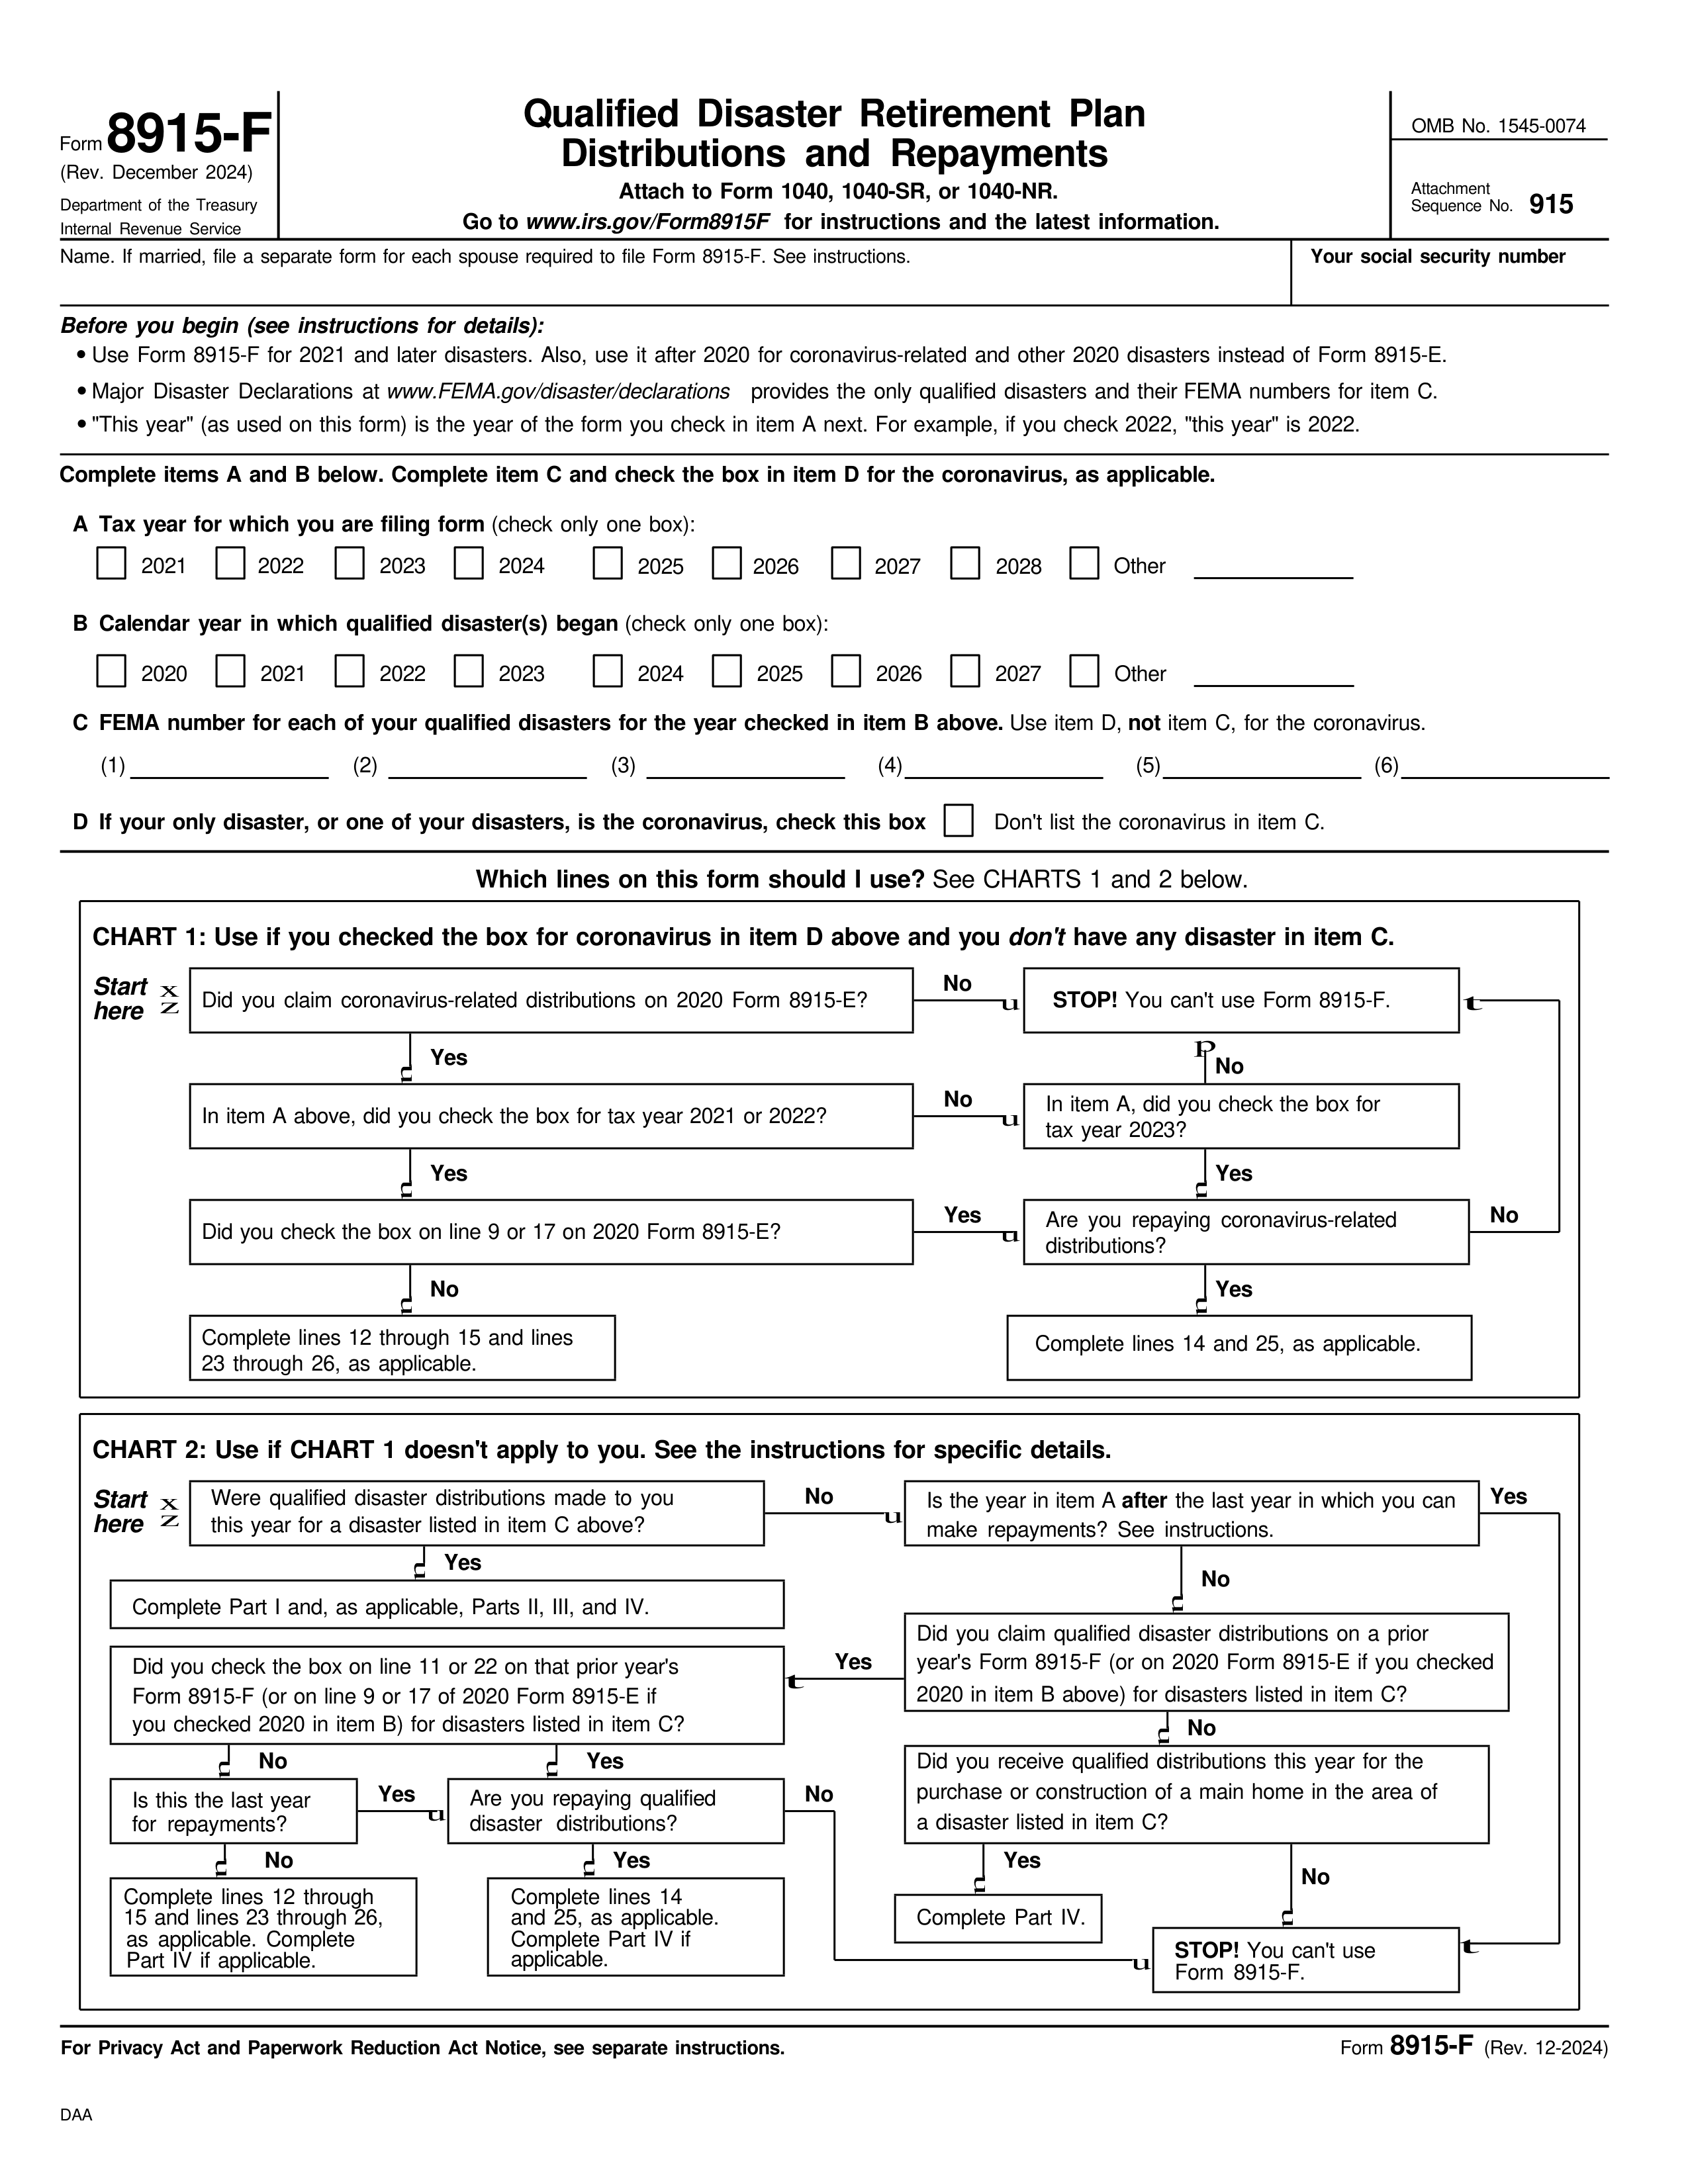 Form 8915-F
(Rev. December 2024)
Department of the Treasury
Internal Revenue Service
Qualified Disaster Retirement Plan
Distributions and Repayments
Attach to Form 1040, 1040-SR, or 1040-NR.
Go to www.irs.gov/Form8915F for instructions and the latest information.
OMB No. 1545-0074
Attachment
Sequence No. 915
Name. If married, file a separate form for each spouse required to file Form 8915-F. See instructions.
Your social security number
Before you begin (see instructions for details):
• Use Form 8915-F for 2021 and later disasters. Also, use it after 2020 for coronavirus-related and other 2020 disasters instead of Form 8915-E.
• Major Disaster Declarations at www.FEMA.gov/disaster/declarations provides the only qualified disasters and their FEMA numbers for item C.
• "This year" (as used on this form) is the year of the form you check in item A next. For example, if you check 2022, "this year" is 2022.
Complete items A and B below. Complete item C and check the box in item D for the coronavirus, as applicable.
A Tax year for which you are filing form (check only one box):
2021 2022 2023 2024 2025 2026 2027 2028 Other
B Calendar year in which qualified disaster(s) began (check only one box):
2020 2021 2022 2023 2024 2025 2026 2027 Other
C FEMA number for each of your qualified disasters for the year checked in item B above. Use item D, not item C, for the coronavirus.
(1) (2) (3) (4) (5) (6)
D If your only disaster, or one of your disasters, is the coronavirus, check this box Don't list the coronavirus in item C.
Which lines on this form should I use? See CHARTS 1 and 2 below.
CHART 1: Use if you checked the box for coronavirus in item D above and you don't have any disaster in item C.
Start
here
x
z
Did you claim coronavirus-related distributions on 2020 Form 8915-E?
No
u
STOP! You can't use Form 8915-F.
t
Yes
n
p
No
In item A above, did you check the box for tax year 2021 or 2022?
No
u
In item A, did you check the box for
tax year 2023?
Yes
n
Yes
n
Did you check the box on line 9 or 17 on 2020 Form 8915-E?
Yes
u
Are you repaying coronavirus-related
distributions?
No
No
n
Yes
n
Complete lines 12 through 15 and lines
23 through 26, as applicable.
Complete lines 14 and 25, as applicable.
CHART 2: Use if CHART 1 doesn't apply to you. See the instructions for specific details.
Start
here
x
z
Were qualified disaster distributions made to you
this year for a disaster listed in item C above?
No
u
Is the year in item A after the last year in which you can
make repayments? See instructions.
Yes
Yes
n
No
n
Complete Part I and, as applicable, Parts II, III, and IV.
Did you claim qualified disaster distributions on a prior
year's Form 8915-F (or on 2020 Form 8915-E if you checked
2020 in item B above) for disasters listed in item C?
Yes
t
Did you check the box on line 11 or 22 on that prior year's
Form 8915-F (or on line 9 or 17 of 2020 Form 8915-E if
you checked 2020 in item B) for disasters listed in item C?
No
n
Did you receive qualified distributions this year for the
purchase or construction of a main home in the area of
a disaster listed in item C?
No
n
Yes
n
Is this the last year
for repayments?
Yes
u
Are you repaying qualified
disaster distributions?
No
No
n
Yes
n
Yes
n
No
n
Complete lines 12 through
15 and lines 23 through 26,
as applicable. Complete
Part IV if applicable.
Complete lines 14
and 25, as applicable.
Complete Part IV if
applicable.
Complete Part IV.
u
STOP! You can't use
Form 8915-F.
t
For Privacy Act and Paperwork Reduction Act Notice, see separate instructions.
Form 8915-F (Rev. 12-2024)
DAA